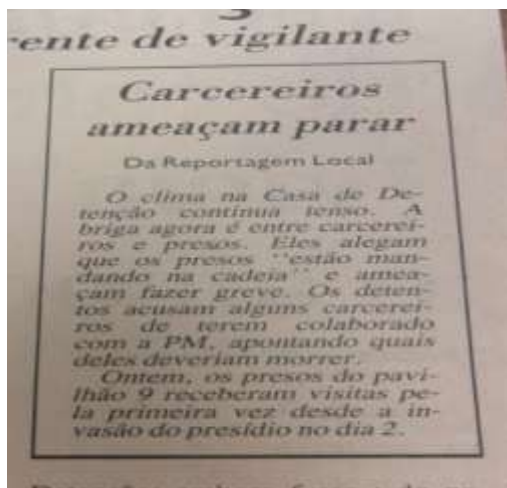 rente de vigilante
Carcereiros
ameaçam parar
Da Reportagem Local
O clima na Casa de De-
tenção continua tenso. A
briga agora é entre carcerei-
ros e presos. Eles alegam
que os presos "estão man-
dando na cadeia" e amea-
çam fazer greve. Os deten-
tos acusam alguns carcerei-
ros de terem colaborado
com a PM, apontando quais
deles deveriam morrer.
Ontem, os presos do pavi-
lhão 9 receberam visitas pe-
la primeira vez desde a in-
vasão do presídio no dia 2.